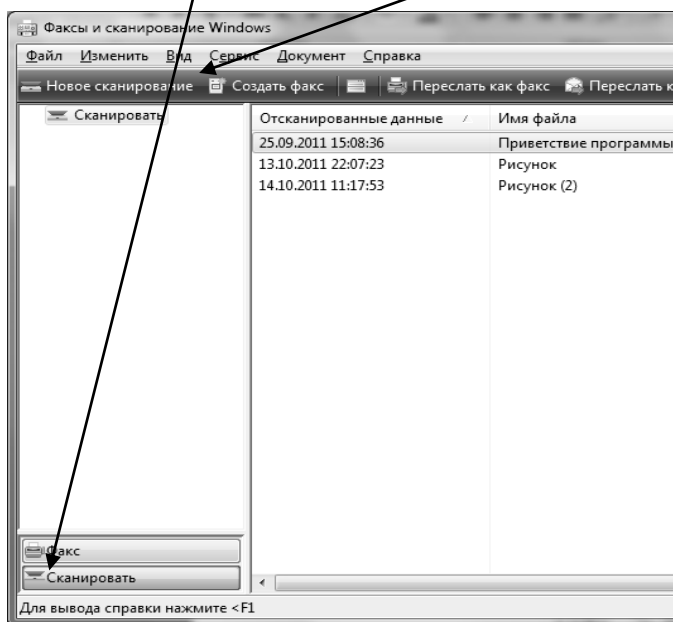 Факсы и сканирование Windows
Файл Изменить Вид Сервис Документ Справка
Новое сканирование Создать факс Переслать как факс Переслать к
Сканировать
Отсканированные данные Имя файла
25.09.2011 15:08:36 Приветствие программы
13.10.2011 22:07:23 Рисунок
14.10.2011 11:17:53 Рисунок (2)
Факс
Сканировать
Для вывода справки нажмите <F1